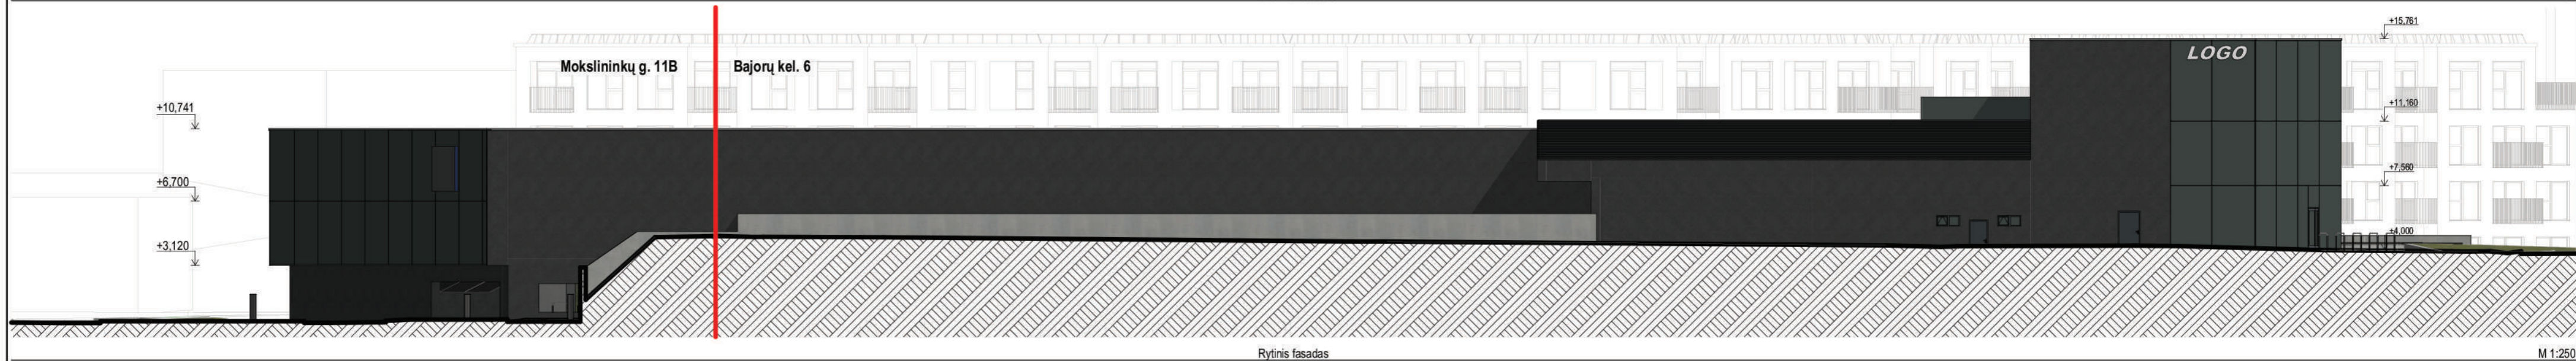 +15,761
LOGO
Mokslininkų g. 11B
Bajorų kel. 6
+10,741
+11,160
+7,560
+6,700
+3,120
+4,000
Rytinis fasadas
M 1:250